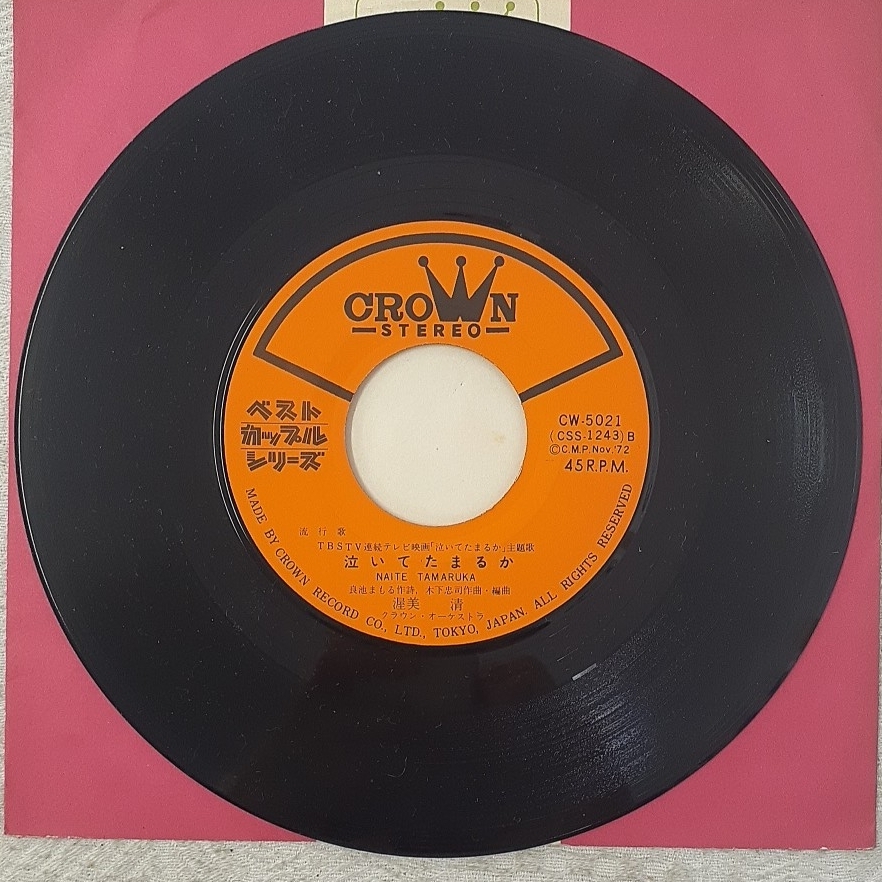 CROWN
STEREO
ベスト
カップル
シリーズ
CW-5021
(CSS-1243)B
©C.M.P.Nov.'72
45R.P.M.
流行歌
TBSTV連続テレビ映画「泣いてたまるか」主題歌
泣いてたまるか
NAITE TAMARUKA
良池まもる作詩、木下忠司作曲・編曲
渥美 清
クラウン・オーケストラ
MADE BY CROWN RECORD CO., LTD., TOKYO, JAPAN. ALL RIGHTS RESERVED